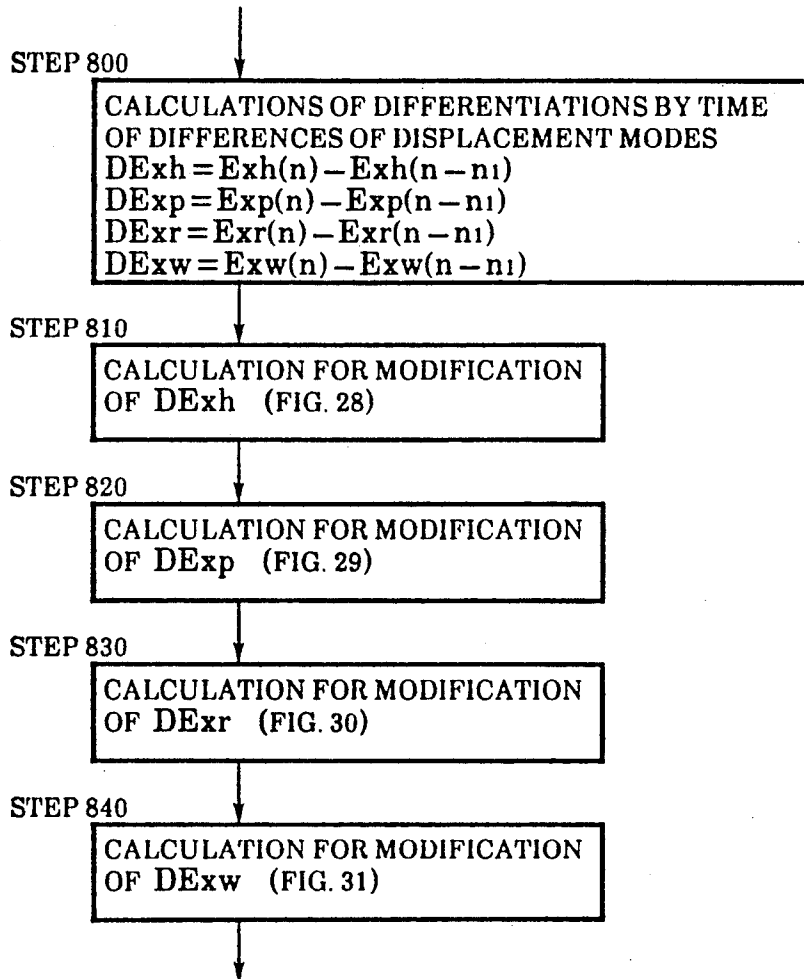 STEP 800
CALCULATIONS OF DIFFERENTIATIONS BY TIME
OF DIFFERENCES OF DISPLACEMENT MODES
DExh = Exh(n) − Exh(n − n1)
DExp = Exp(n) − Exp(n − n1)
DExr = Exr(n) − Exr(n − n1)
DExw = Exw(n) − Exw(n − n1)
STEP 810
CALCULATION FOR MODIFICATION
OF DExh (FIG. 28)
STEP 820
CALCULATION FOR MODIFICATION
OF DExp (FIG. 29)
STEP 830
CALCULATION FOR MODIFICATION
OF DExr (FIG. 30)
STEP 840
CALCULATION FOR MODIFICATION
OF DExw (FIG. 31)